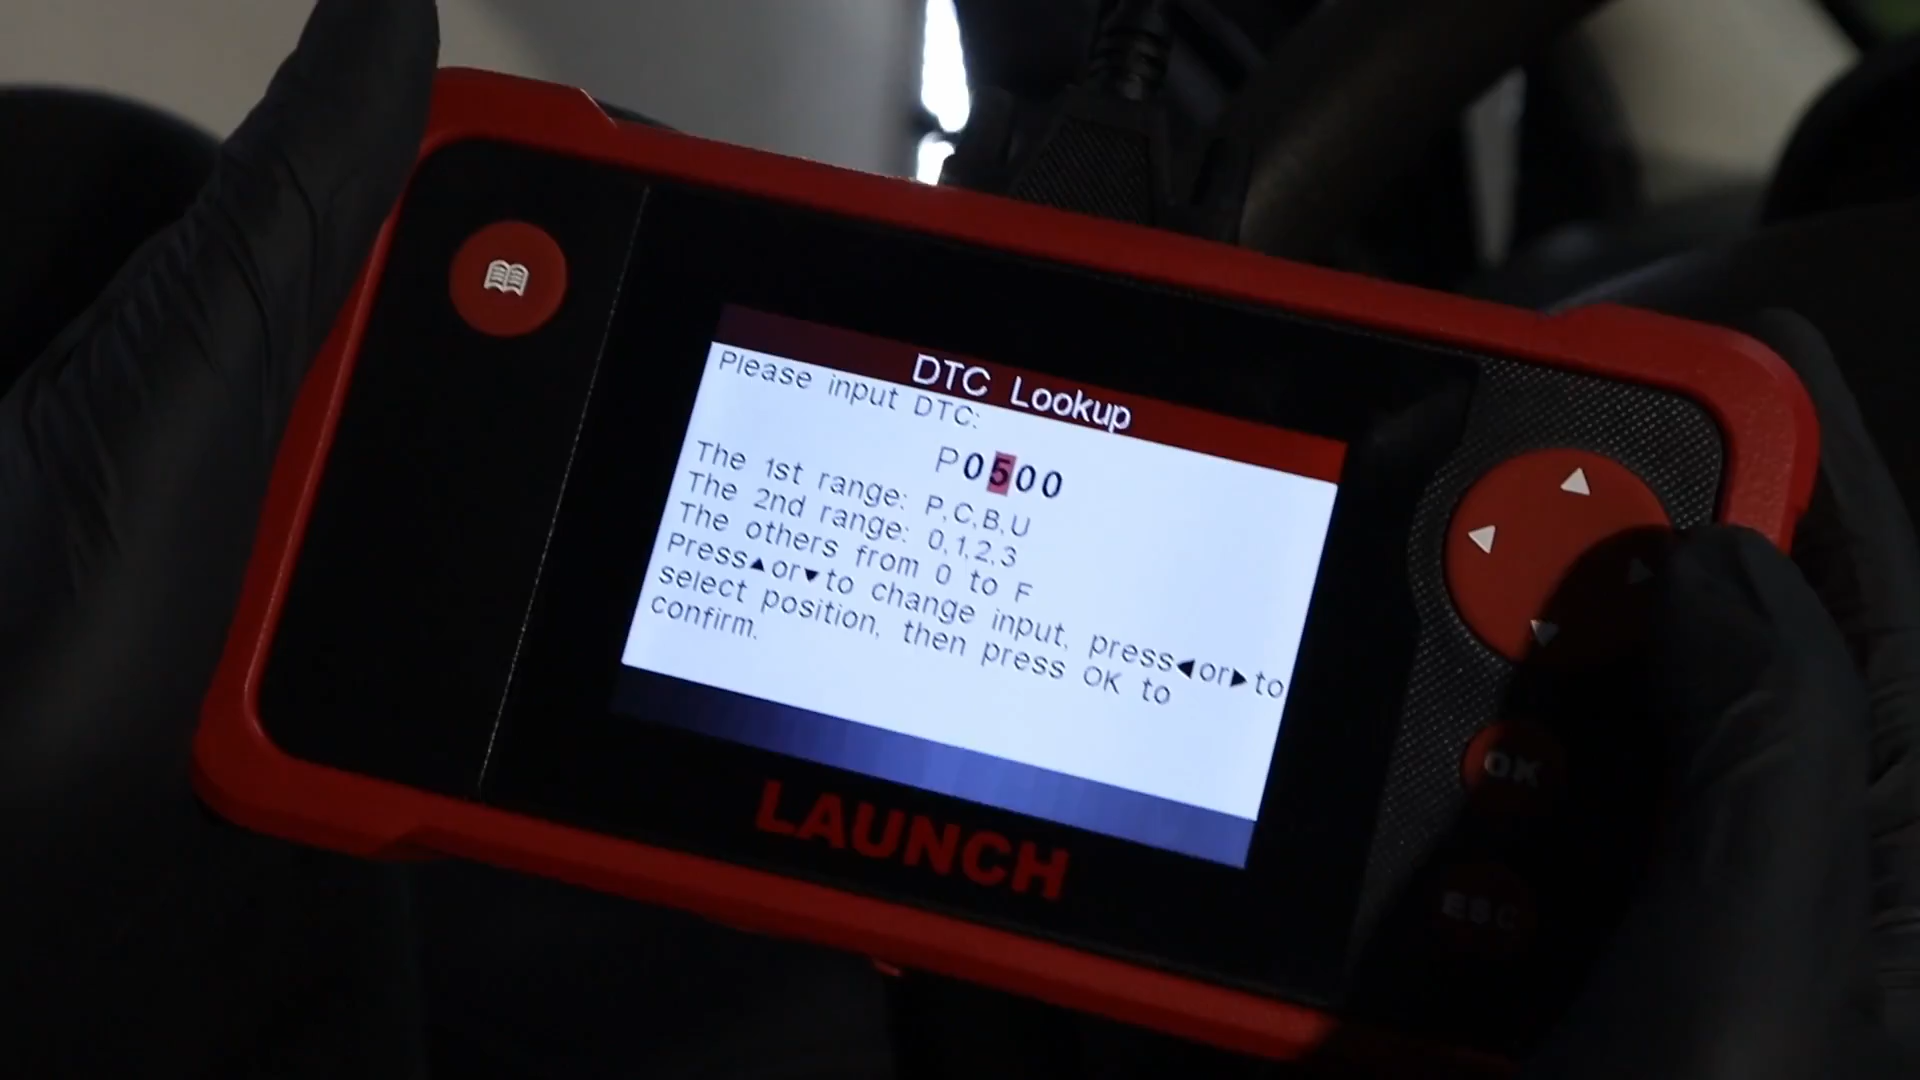 DTC Lookup
Please input DTC:
P0500
The 1st range: P,C,B,U
The 2nd range: 0,1,2,3
The others from 0 to F
Press▲or▼to change input, press◀or▶to
select position, then press OK to
confirm.
LAUNCH
OK
ESC